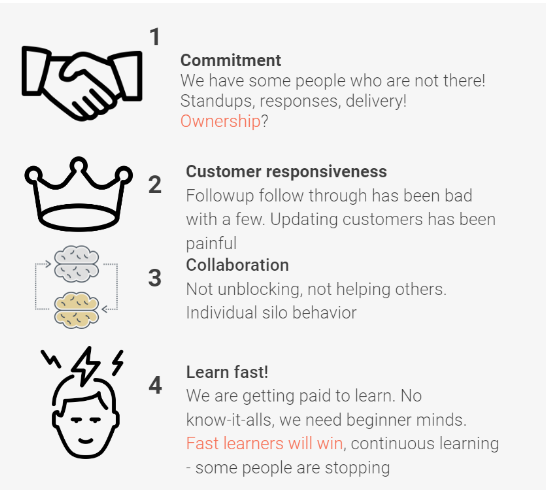 1
Commitment
We have some people who are not there!
Standups, responses, delivery!
Ownership?
2
Customer responsiveness
Followup follow through has been bad
with a few. Updating customers has been
painful
3
Collaboration
Not unblocking, not helping others.
Individual silo behavior
4
Learn fast!
We are getting paid to learn. No
know-it-alls, we need beginner minds.
Fast learners will win, continuous learning
- some people are stopping